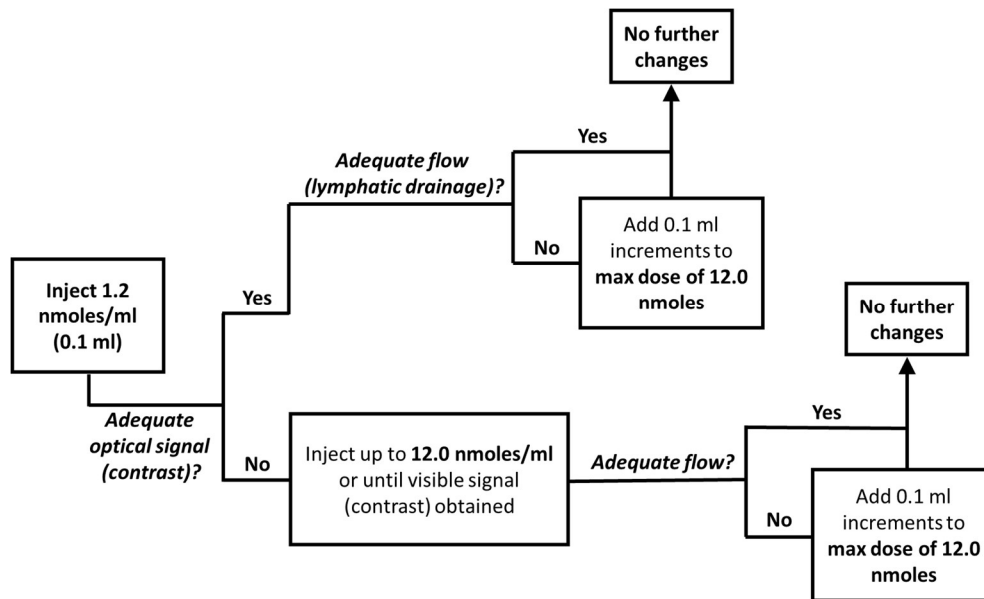 Inject 1.2
nmoles/ml
(0.1 ml)
Adequate
optical signal
(contrast)?
Yes
Adequate flow
(lymphatic drainage)?
Yes
No further
changes
No
Add 0.1 ml
increments to
max dose of 12.0
nmoles
No
Inject up to 12.0 nmoles/ml
or until visible signal
(contrast) obtained
Adequate flow?
Yes
No further
changes
No
Add 0.1 ml
increments to
max dose of 12.0
nmoles